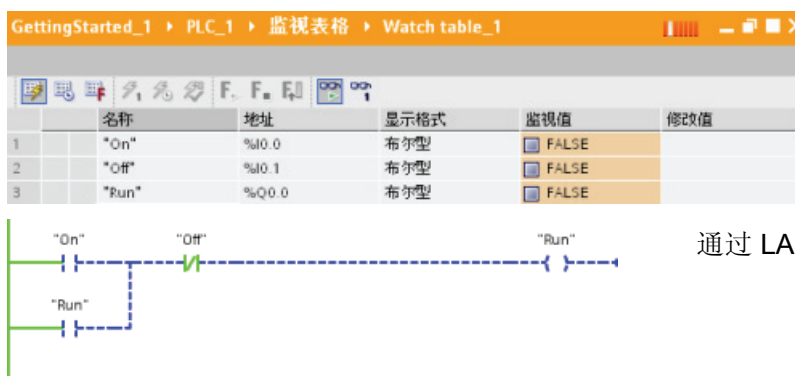 GettingStarted_1 ▸ PLC_1 ▸ 监视表格 ▸ Watch table_1
名称 地址 显示格式 监视值 修改值
1 "On" %I0.0 布尔型 FALSE
2 "Off" %I0.1 布尔型 FALSE
3 "Run" %Q0.0 布尔型 FALSE
"On" "Off" "Run" 通过 LA
"Run"